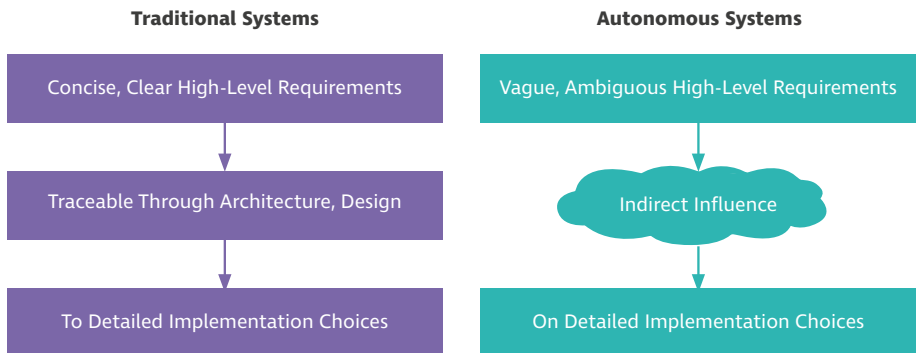 Traditional Systems
Concise, Clear High-Level Requirements
Traceable Through Architecture, Design
To Detailed Implementation Choices
Autonomous Systems
Vague, Ambiguous High-Level Requirements
Indirect Influence
On Detailed Implementation Choices